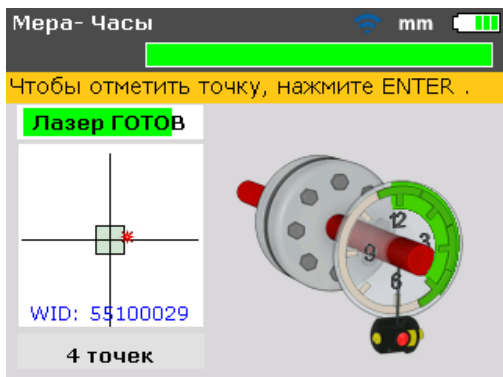 Мера- Часы mm
Чтобы отметить точку, нажмите ENTER .
Лазер ГОТОВ
12
3
9
6
WID: 55100029
4 точек